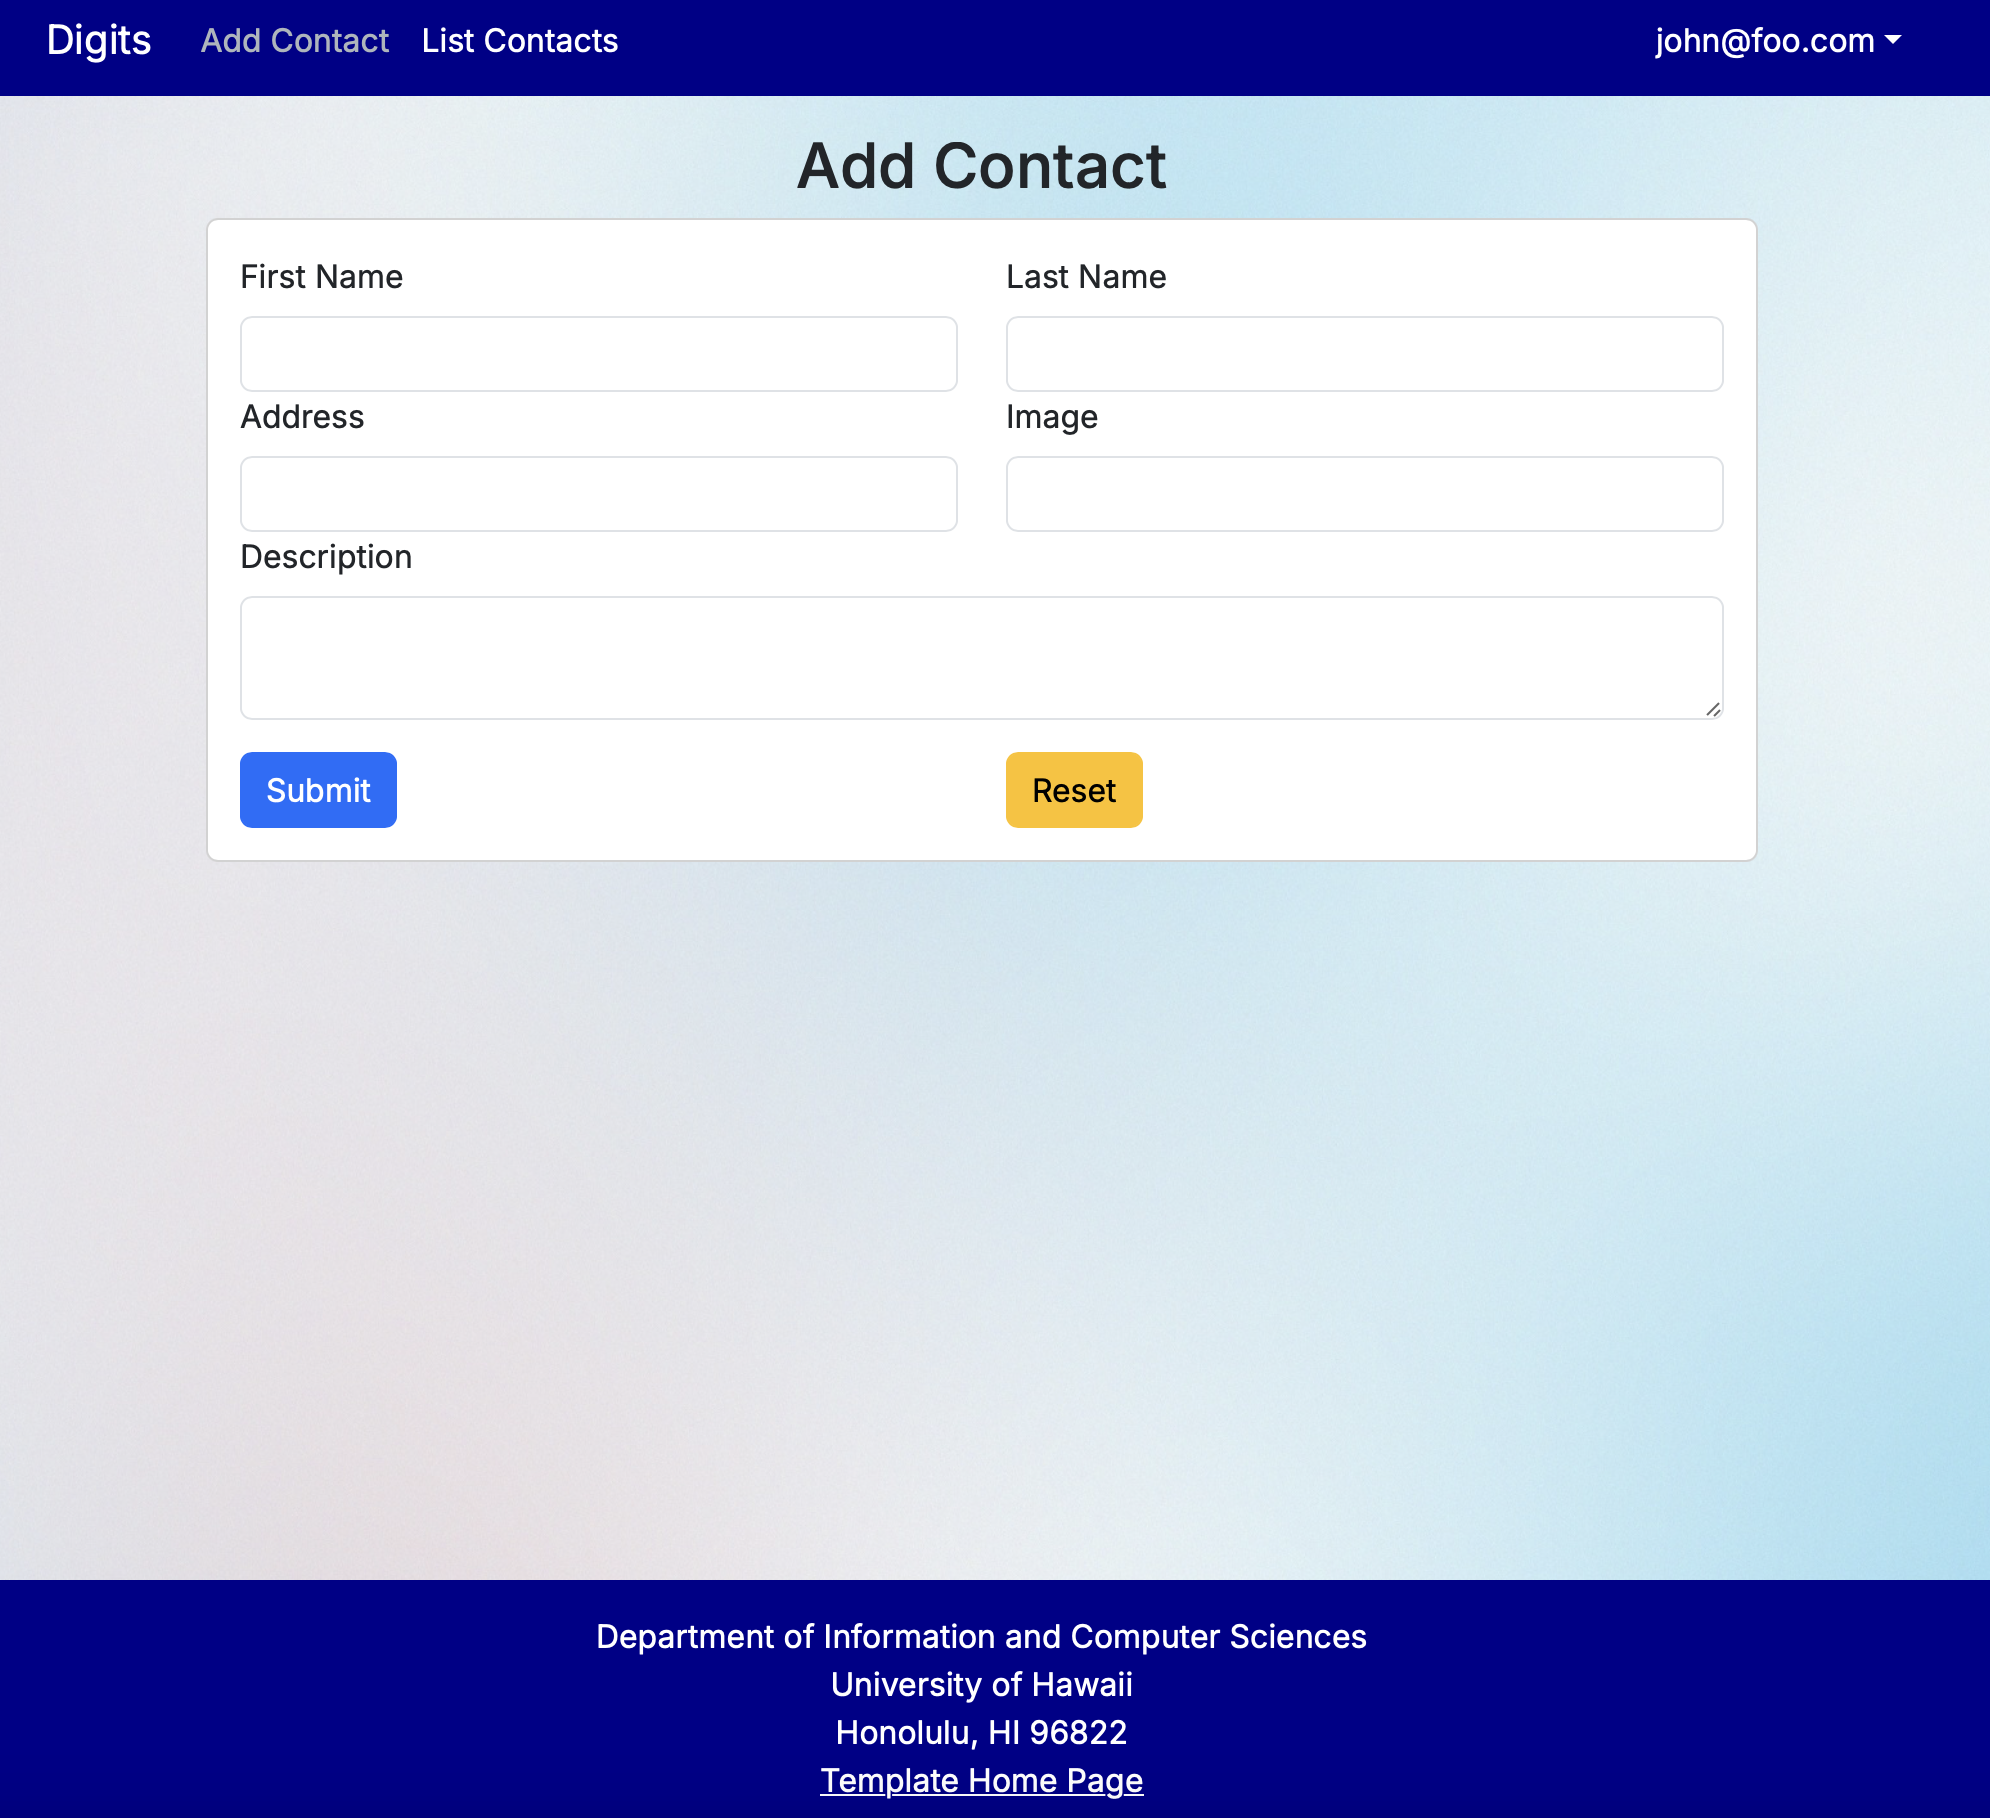 Digits Add Contact List Contacts john@foo.com
Add Contact
First Name Last Name
Address Image
Description
Submit Reset
Department of Information and Computer Sciences
University of Hawaii
Honolulu, HI 96822
Template Home Page